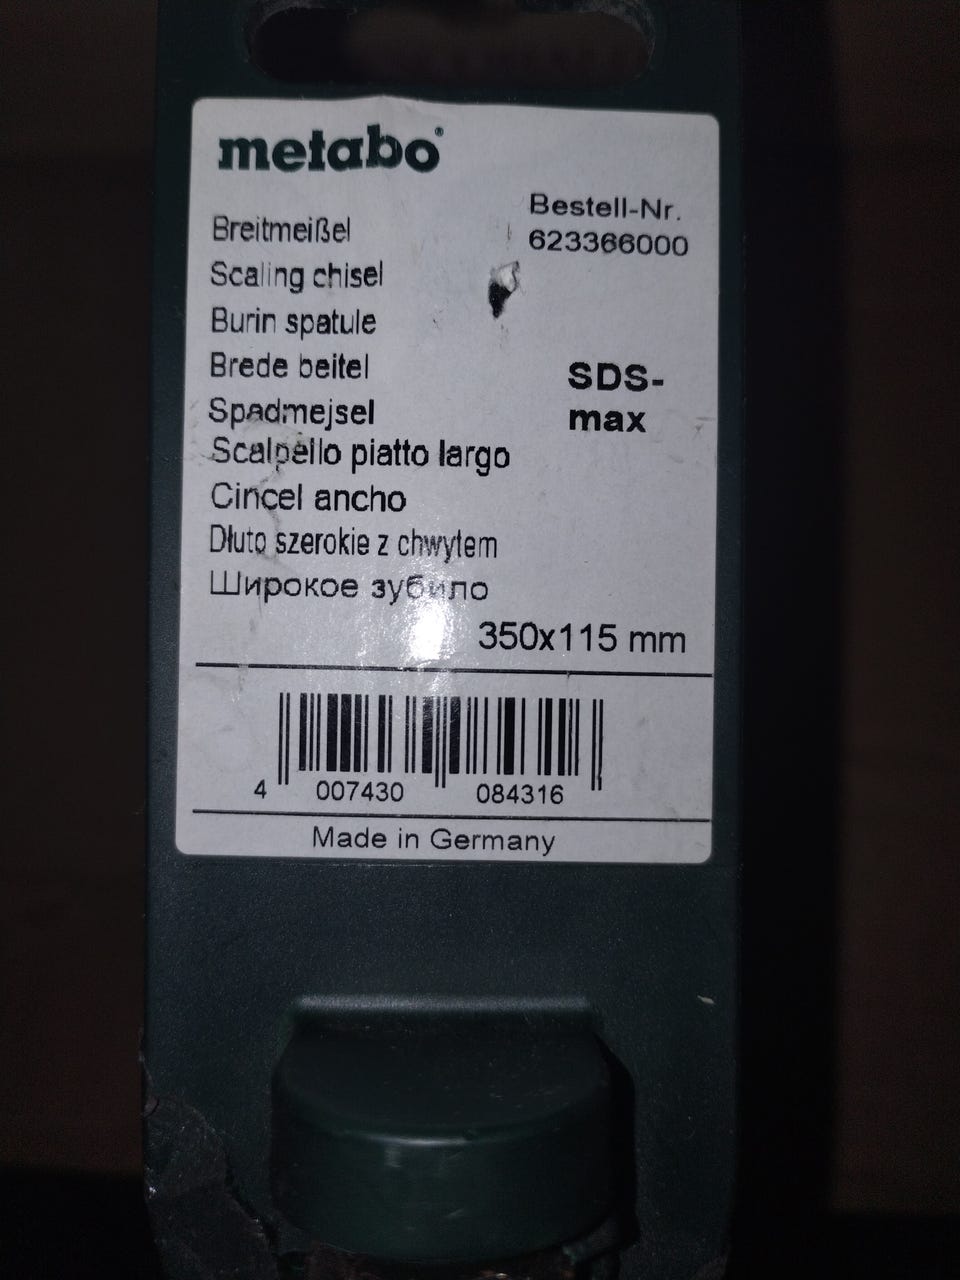 metabo
Bestell-Nr.
623366000
Breitmeißel
Scaling chisel
Burin spatule
Brede beitel
Spadmejsel
Scalpello piatto largo
Cincel ancho
Dłuto szerokie z chwytem
Широкое зубило
SDS-
max
350x115 mm
4 007430 084316
Made in Germany